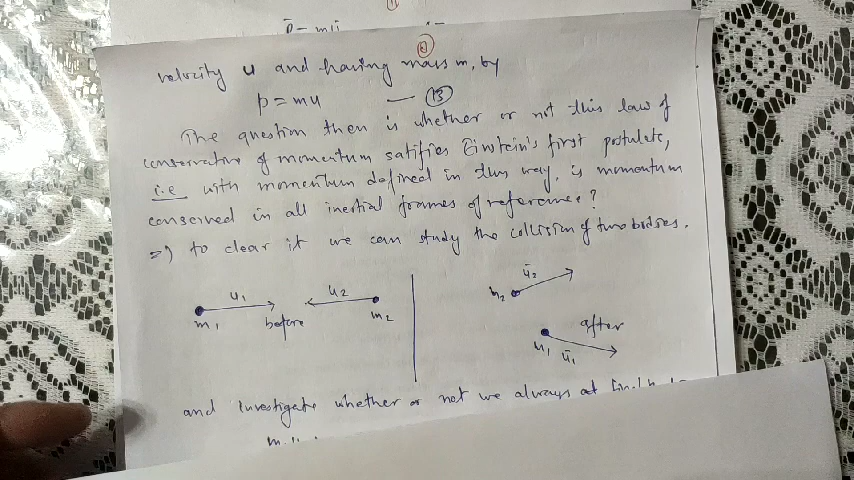 p̄ = mū
②
velocity u and having mass m, by
p = mu — ⑬
The question then is whether or not this law of
conservation of momentum satifies Einstein's first postulate,
i.e with momentum defined in this way, is momentum
conserved in all inertial frames of reference?
=> to clear it we can study the collision of two bodies.
u₁ u₂ ū₂
m₁ before m₂ after
ū₁
and investigate whether or not we always at